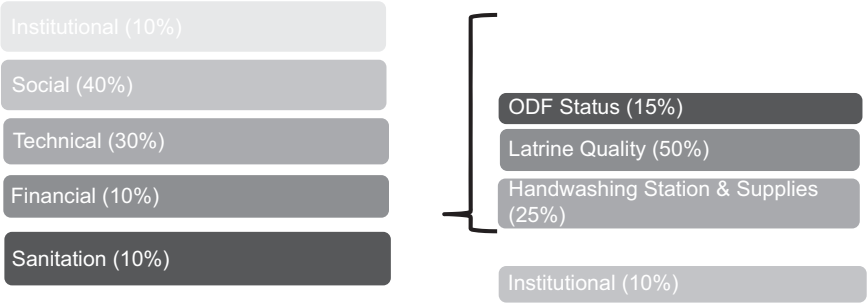 Institutional (10%)
Social (40%)
Technical (30%)
Financial (10%)
Sanitation (10%)
ODF Status (15%)
Latrine Quality (50%)
Handwashing Station & Supplies
(25%)
Institutional (10%)